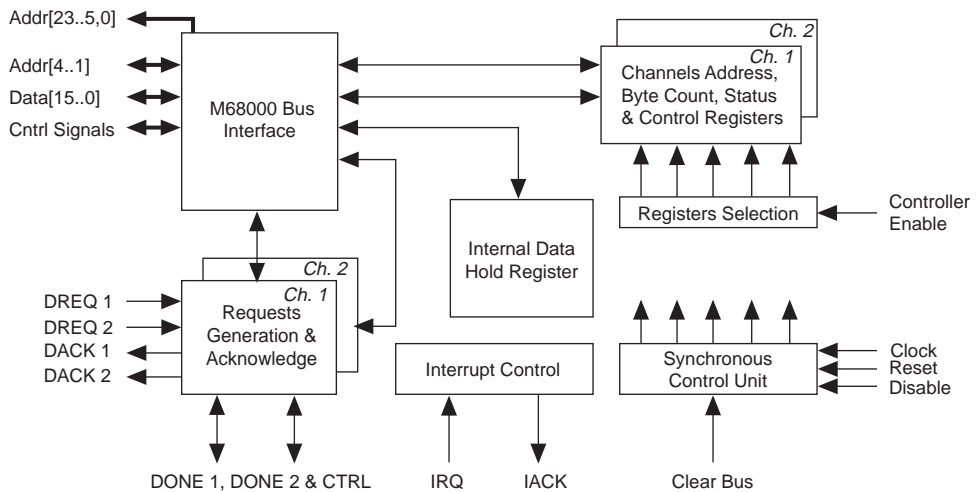 Addr[23..5,0]
Addr[4..1]
Data[15..0]
Cntrl Signals
M68000 Bus
Interface
Ch. 2
Ch. 1
Channels Address,
Byte Count, Status
& Control Registers
Registers Selection
Controller
Enable
Internal Data
Hold Register
Ch. 2
Ch. 1
Requests
Generation &
Acknowledge
DREQ 1
DREQ 2
DACK 1
DACK 2
Interrupt Control
Synchronous
Control Unit
Clock
Reset
Disable
DONE 1, DONE 2 & CTRL
IRQ
IACK
Clear Bus